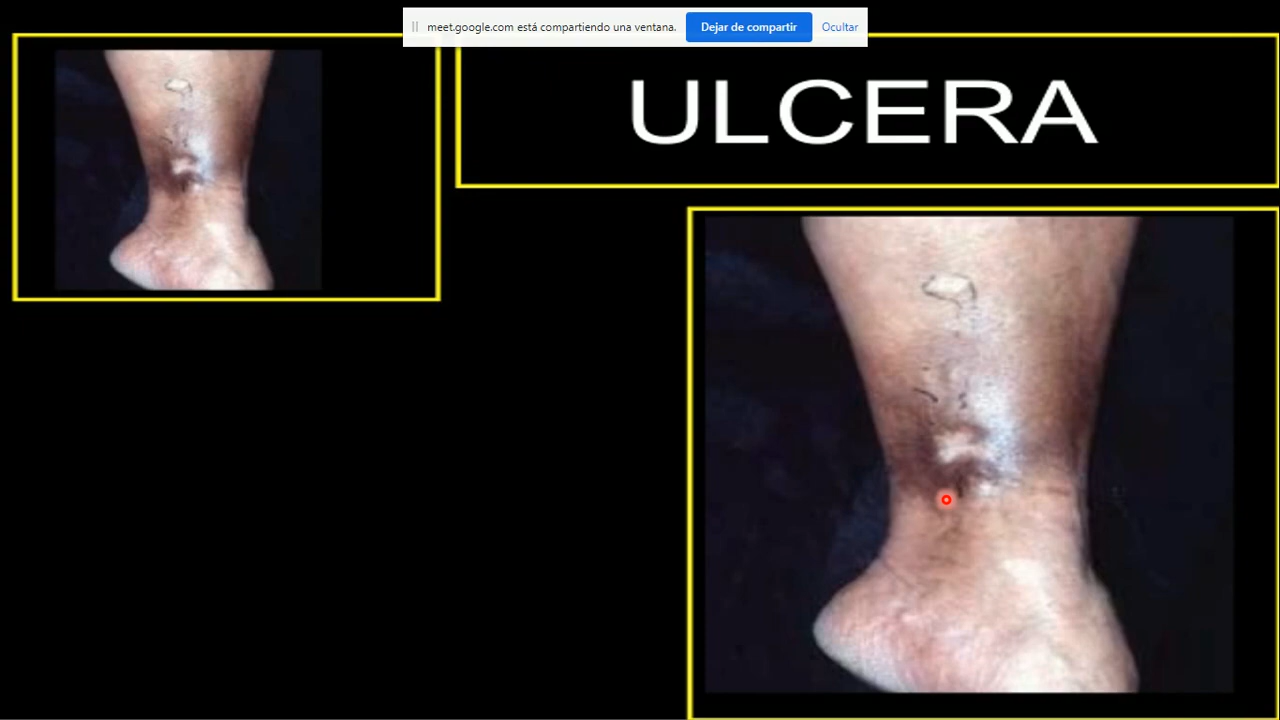 meet.google.com está compartiendo una ventana.
Dejar de compartir
Ocultar
ULCERA